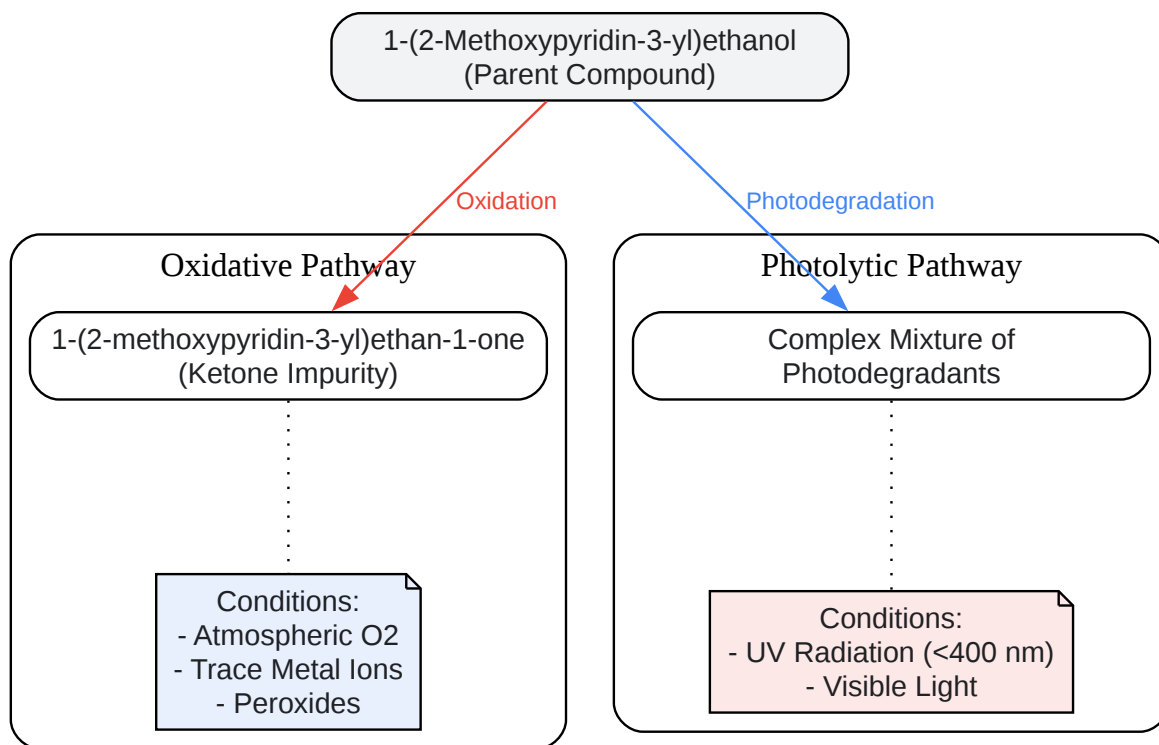 1-(2-Methoxypyridin-3-yl)ethanol
(Parent Compound)
Oxidation
Photodegradation
Oxidative Pathway
1-(2-methoxypyridin-3-yl)ethan-1-one
(Ketone Impurity)
Conditions:
- Atmospheric O2
- Trace Metal Ions
- Peroxides
Photolytic Pathway
Complex Mixture of
Photodegradants
Conditions:
- UV Radiation (<400 nm)
- Visible Light